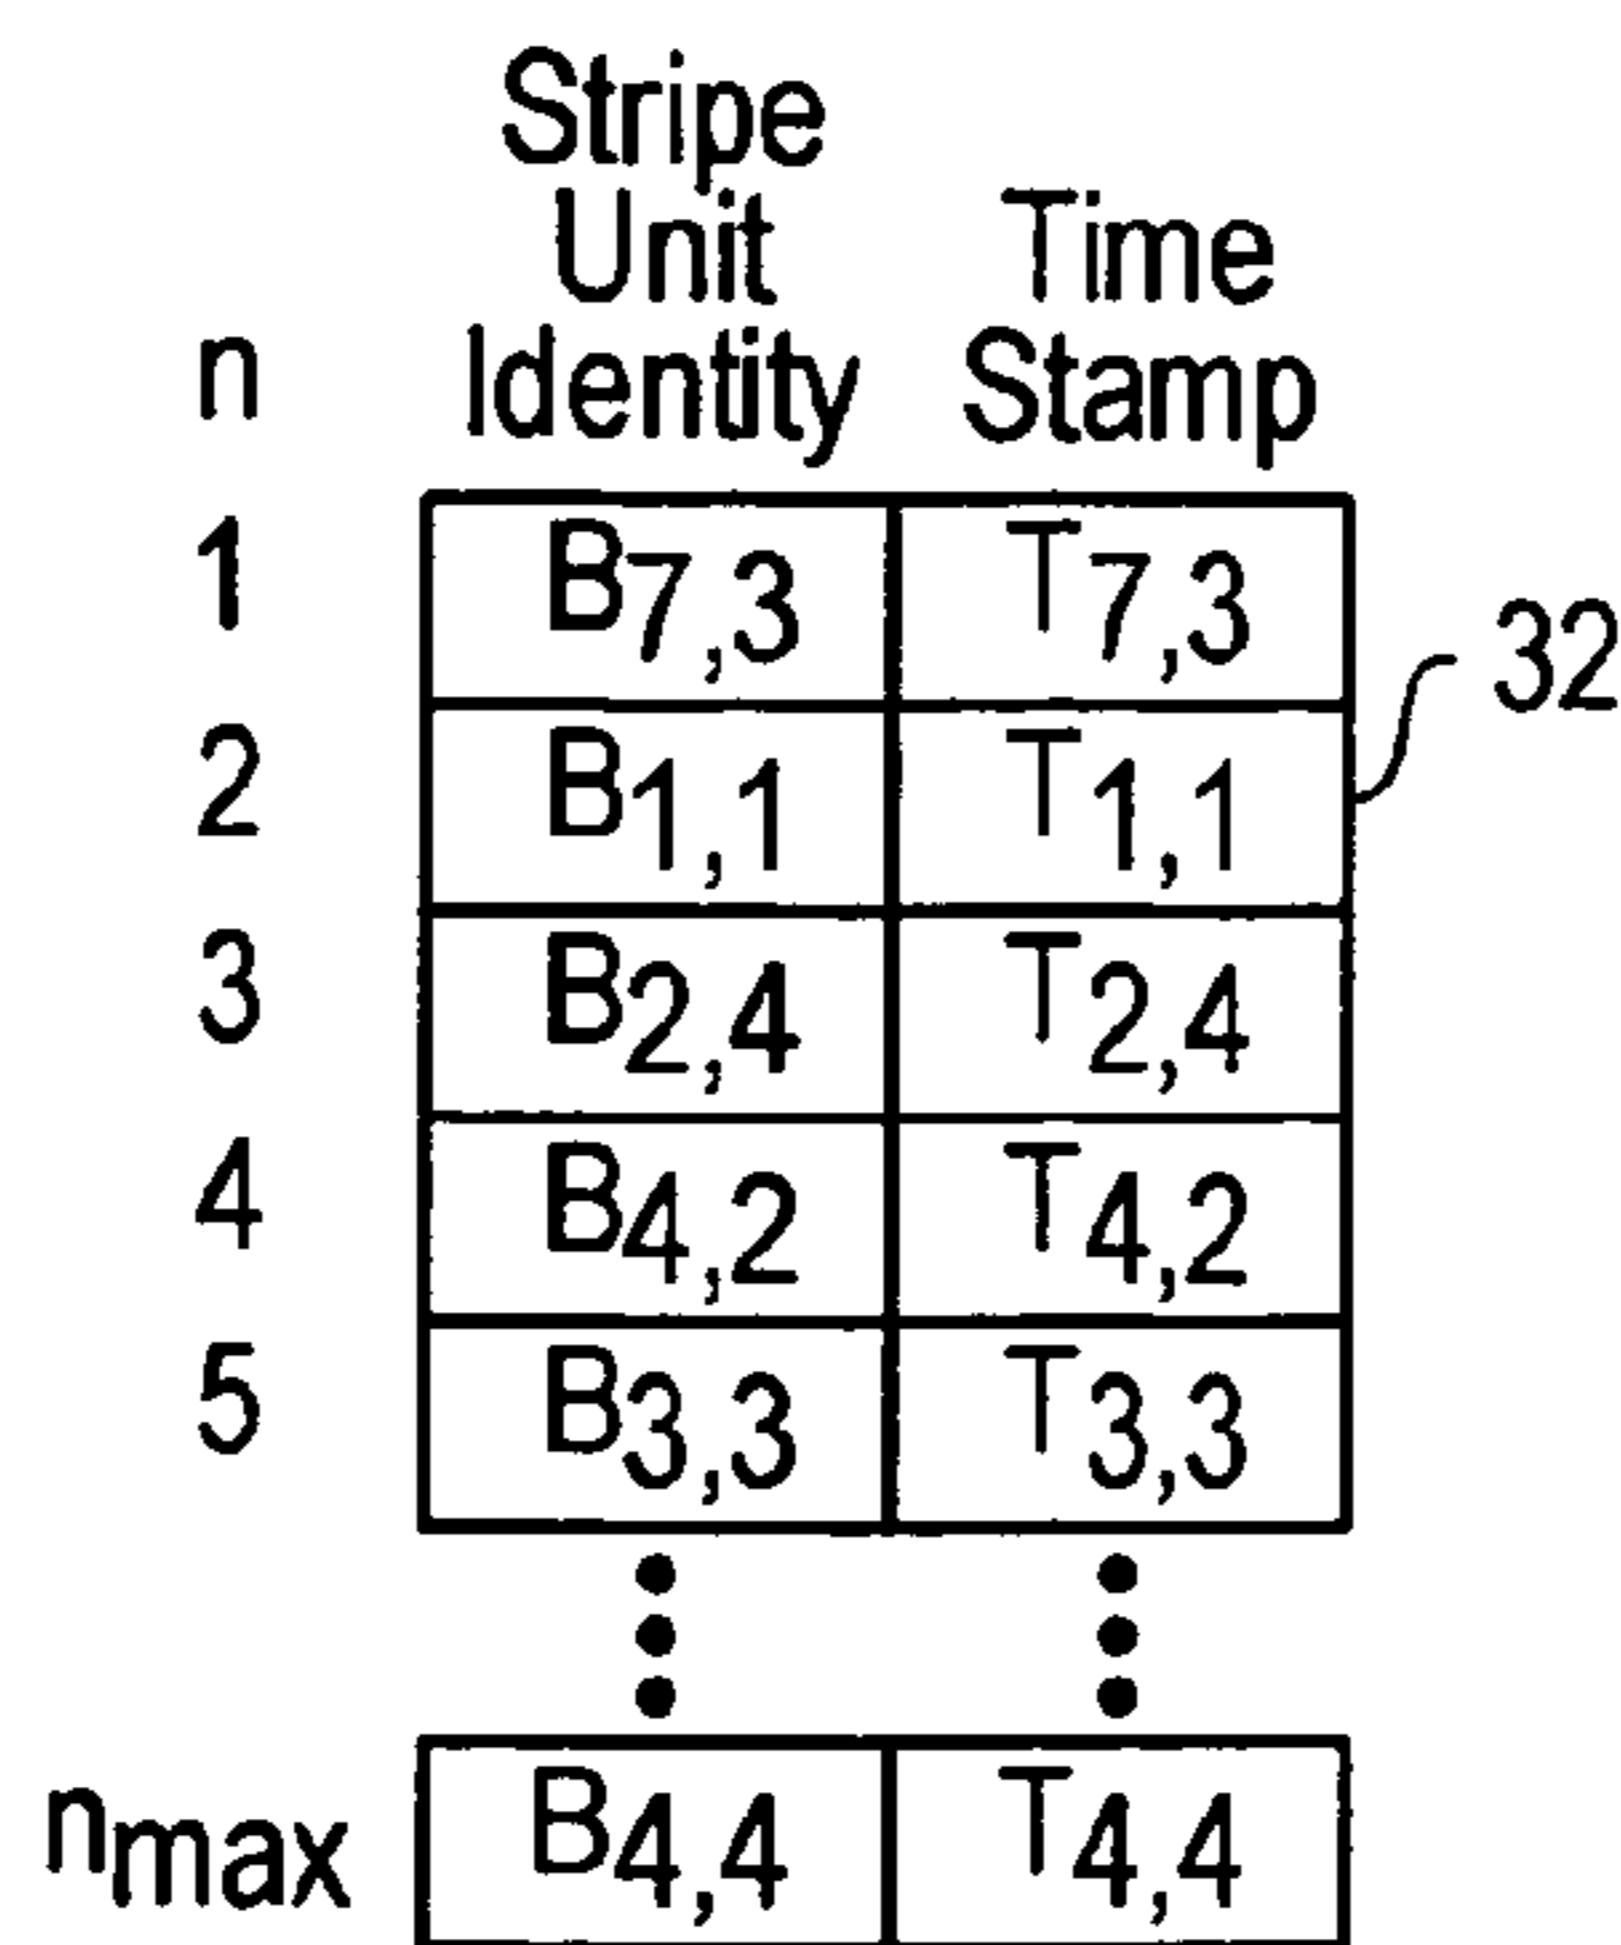 Stripe
Unit Time
n Identity Stamp
1 B7,3 T7,3
32
2 B1,1 T1,1
3 B2,4 T2,4
4 B4,2 T4,2
5 B3,3 T3,3
nmax B4,4 T4,4